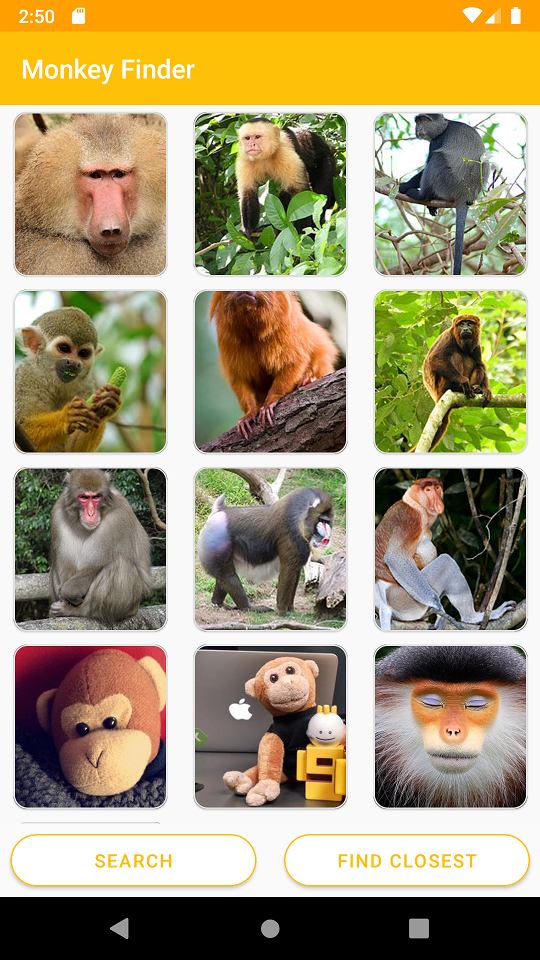 2:50
Monkey Finder
SEARCH
FIND CLOSEST